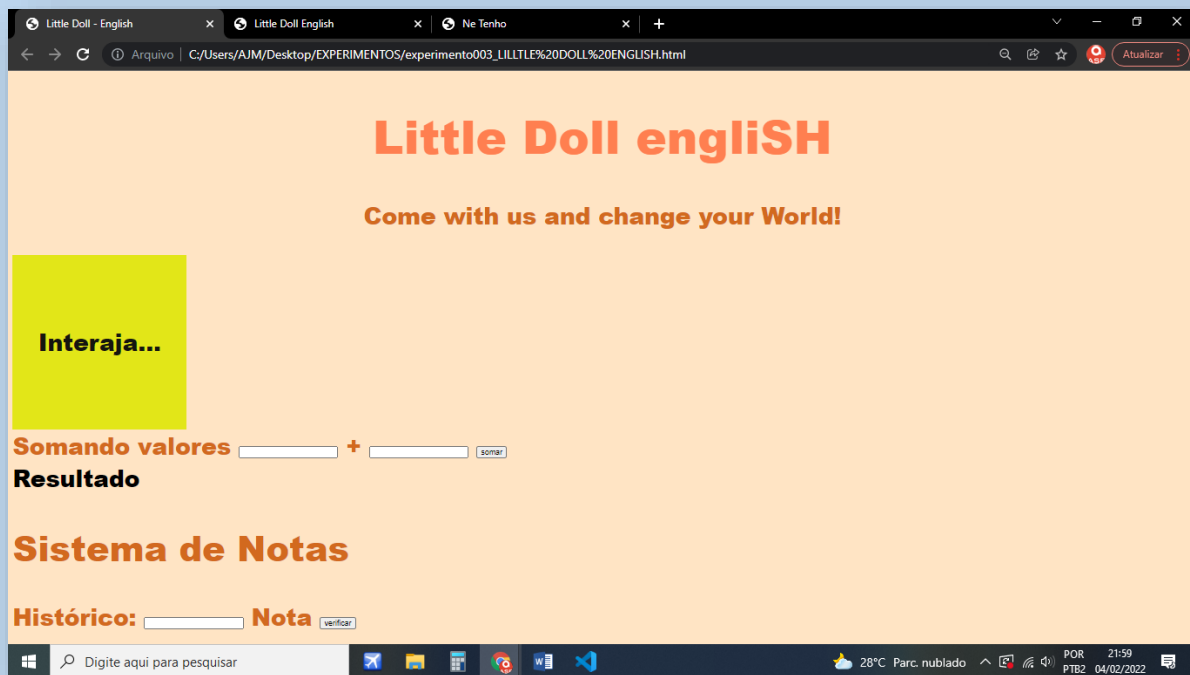 Little Doll - English
Little Doll English
Ne Tenho
Arquivo
C:/Users/AJM/Desktop/EXPERIMENTOS/experimento003_LILLTLE%20DOLL%20ENGLISH.html
Atualizar
Little Doll engliSH
Come with us and change your World!
Interaja...
Somando valores + somar
Resultado
Sistema de Notas
Histórico: Nota verificar
Digite aqui para pesquisar
28°C Parc. nublado
POR 21:59
PTB2 04/02/2022